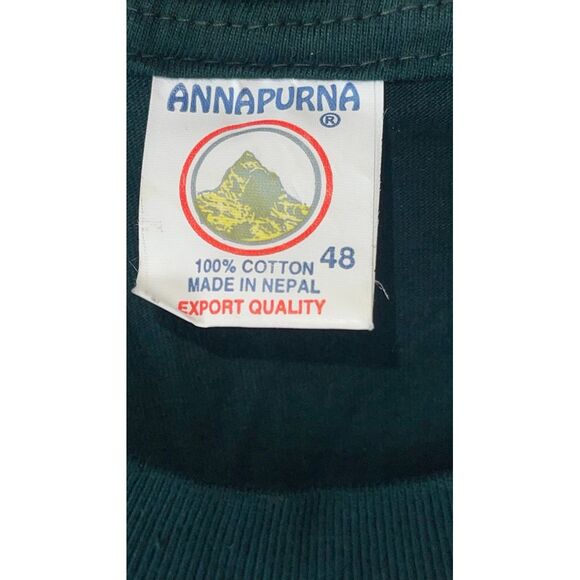 ANNAPURNA
®
100% COTTON 48
MADE IN NEPAL
EXPORT QUALITY